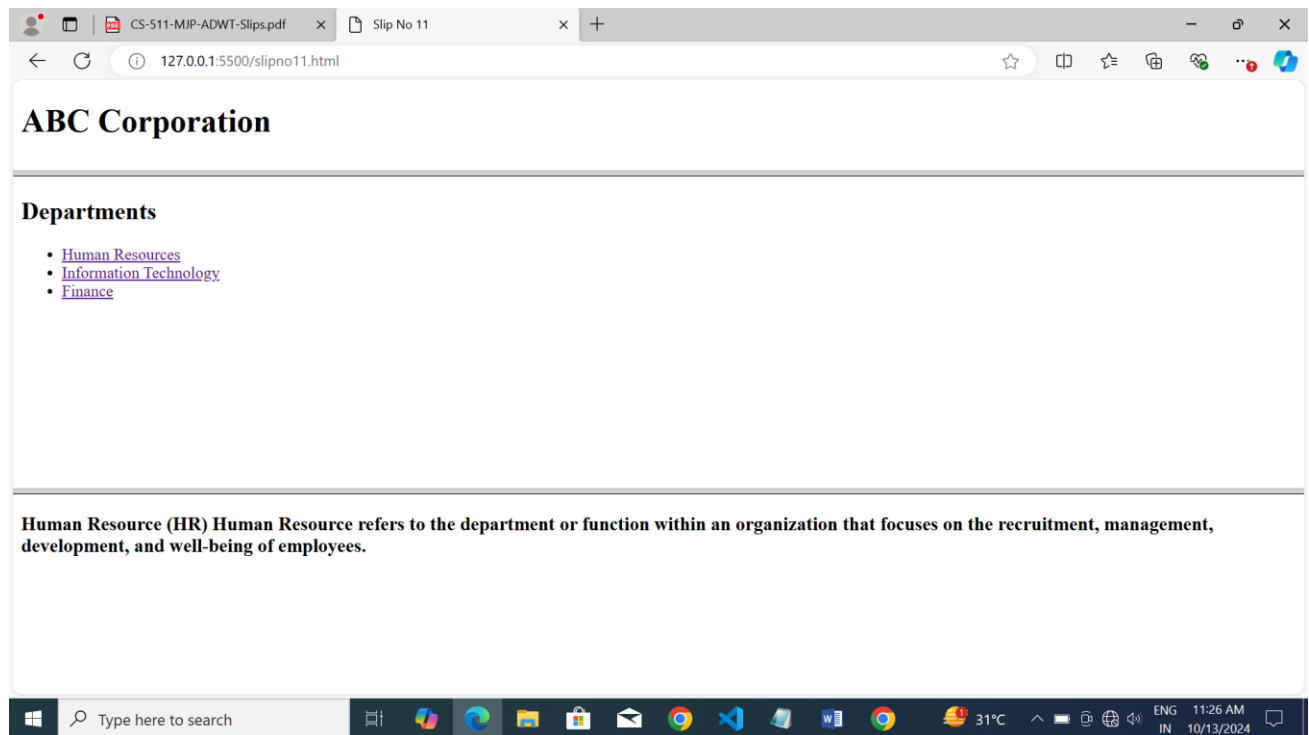 CS-511-MJP-ADWT-Slips.pdf
Slip No 11
127.0.0.1:5500/slipno11.html
ABC Corporation
Departments
• Human Resources
• Information Technology
• Finance
Human Resource (HR) Human Resource refers to the department or function within an organization that focuses on the recruitment, management,
development, and well-being of employees.
Type here to search
31°C
ENG
IN
11:26 AM
10/13/2024